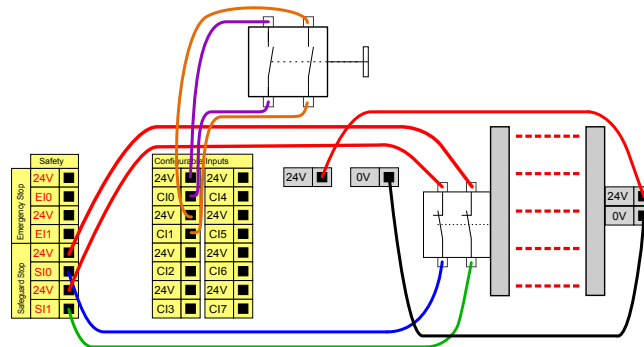 Safety
Emergency Stop
24V
EI0
24V
EI1
Safeguard Stop
24V
SI0
24V
SI1
Configurable Inputs
24V 24V
CI0 CI4
24V 24V
CI1 CI5
24V 24V
CI2 CI6
24V 24V
CI3 CI7
24V
0V
24V
0V